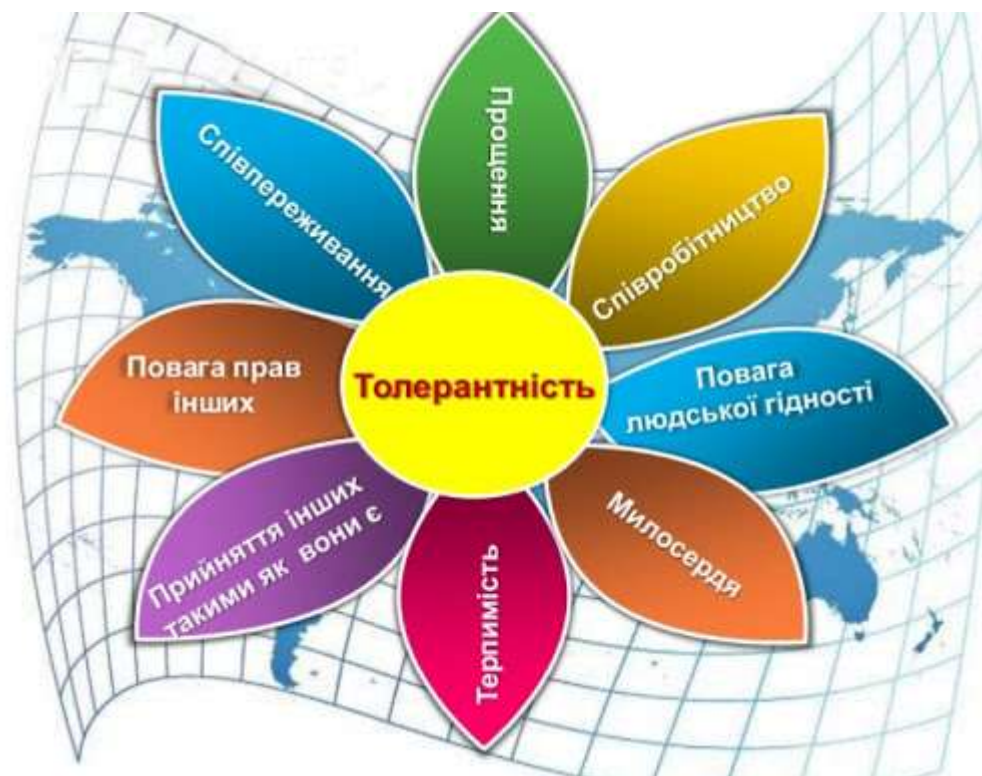 Прощення
Співробітництво
Повага
людської гідності
Милосердя
Терпимість
Прийняття інших
такими як вони є
Повага прав
інших
Співпереживання
Толерантність